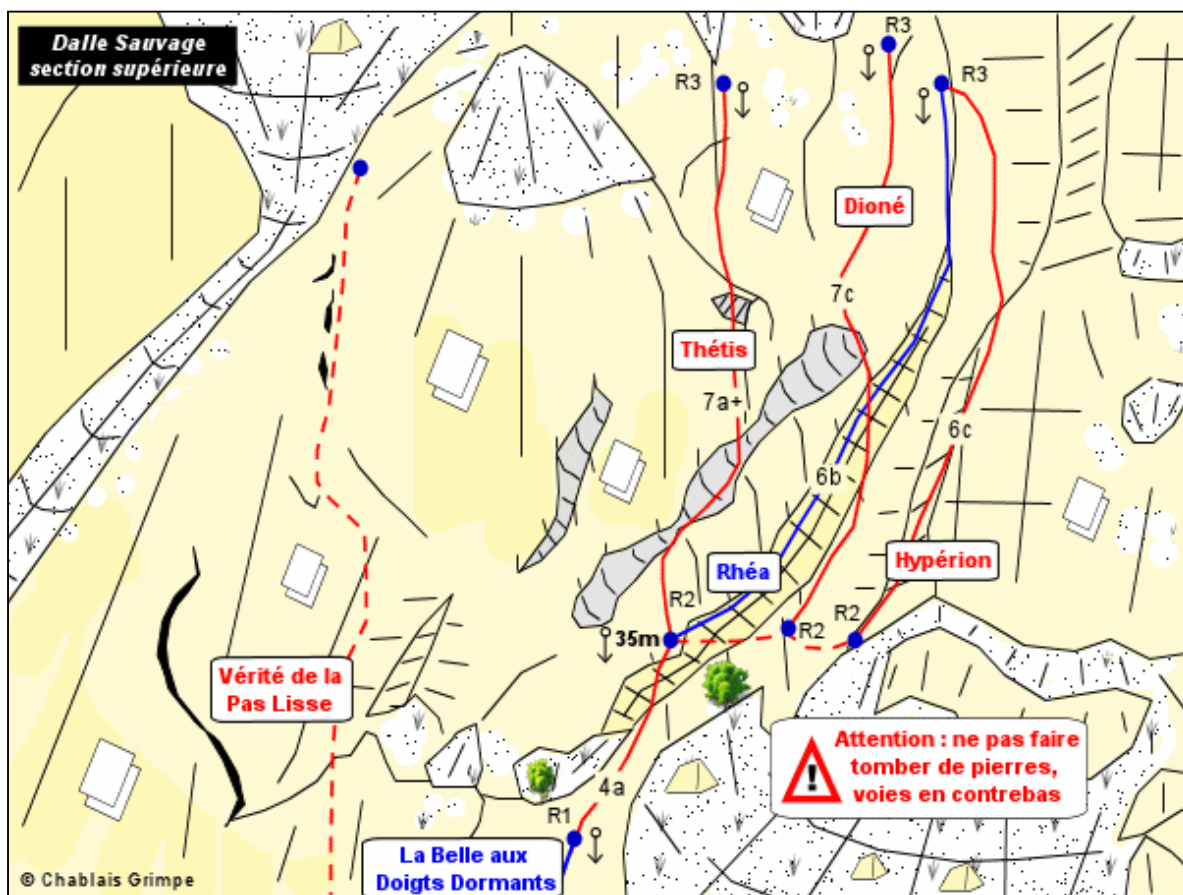 Dalle Sauvage
section supérieure
R3
R3
R3
Dioné
7c
Thétis
7a+
6c
6b
Rhéa
Hypérion
R2
35m
R2
R2
Vérité de la
Pas Lisse
Attention : ne pas faire
tomber de pierres,
voies en contrebas
4a
R1
La Belle aux
Doigts Dormants
© Chablais Grimpe